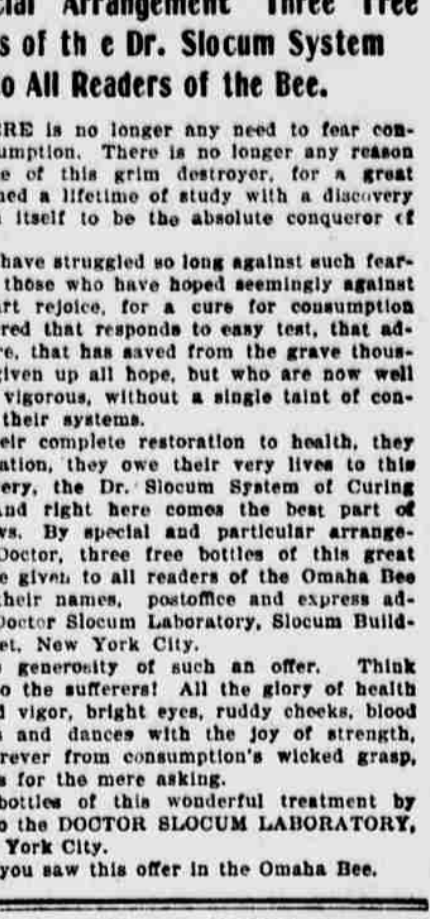 cial Arrangement Three Free
s of th e Dr. Slocum System
o All Readers of the Bee.
ERE is no longer any need to fear con-
umption. There is no longer any reason
e of this grim destroyer, for a great
ned a lifetime of study with a discovery
itself to be the absolute conqueror of
have struggled so long against such fear-
those who have hoped seemingly against
rt rejoice, for a cure for consumption
red that responds to easy test, that ad-
re, that has saved from the grave thous-
given up all hope, but who are now well
vigorous, without a single taint of con-
their systems.
eir complete restoration to health, they
ation, they owe their very lives to this
ery, the Dr. Slocum System of Curing
And right here comes the best part of
ws. By special and particular arrange-
Doctor, three free bottles of this great
e given to all readers of the Omaha Bee
their names, postoffice and express ad-
Doctor Slocum Laboratory, Slocum Build-
et, New York City.
generosity of such an offer. Think
o the sufferers! All the glory of health
d vigor, bright eyes, ruddy cheeks, blood
s and dances with the joy of strength,
rever from consumption's wicked grasp,
s for the mere asking.
bottles of this wonderful treatment by
o the DOCTOR SLOCUM LABORATORY,
York City.
you saw this offer in the Omaha Bee.